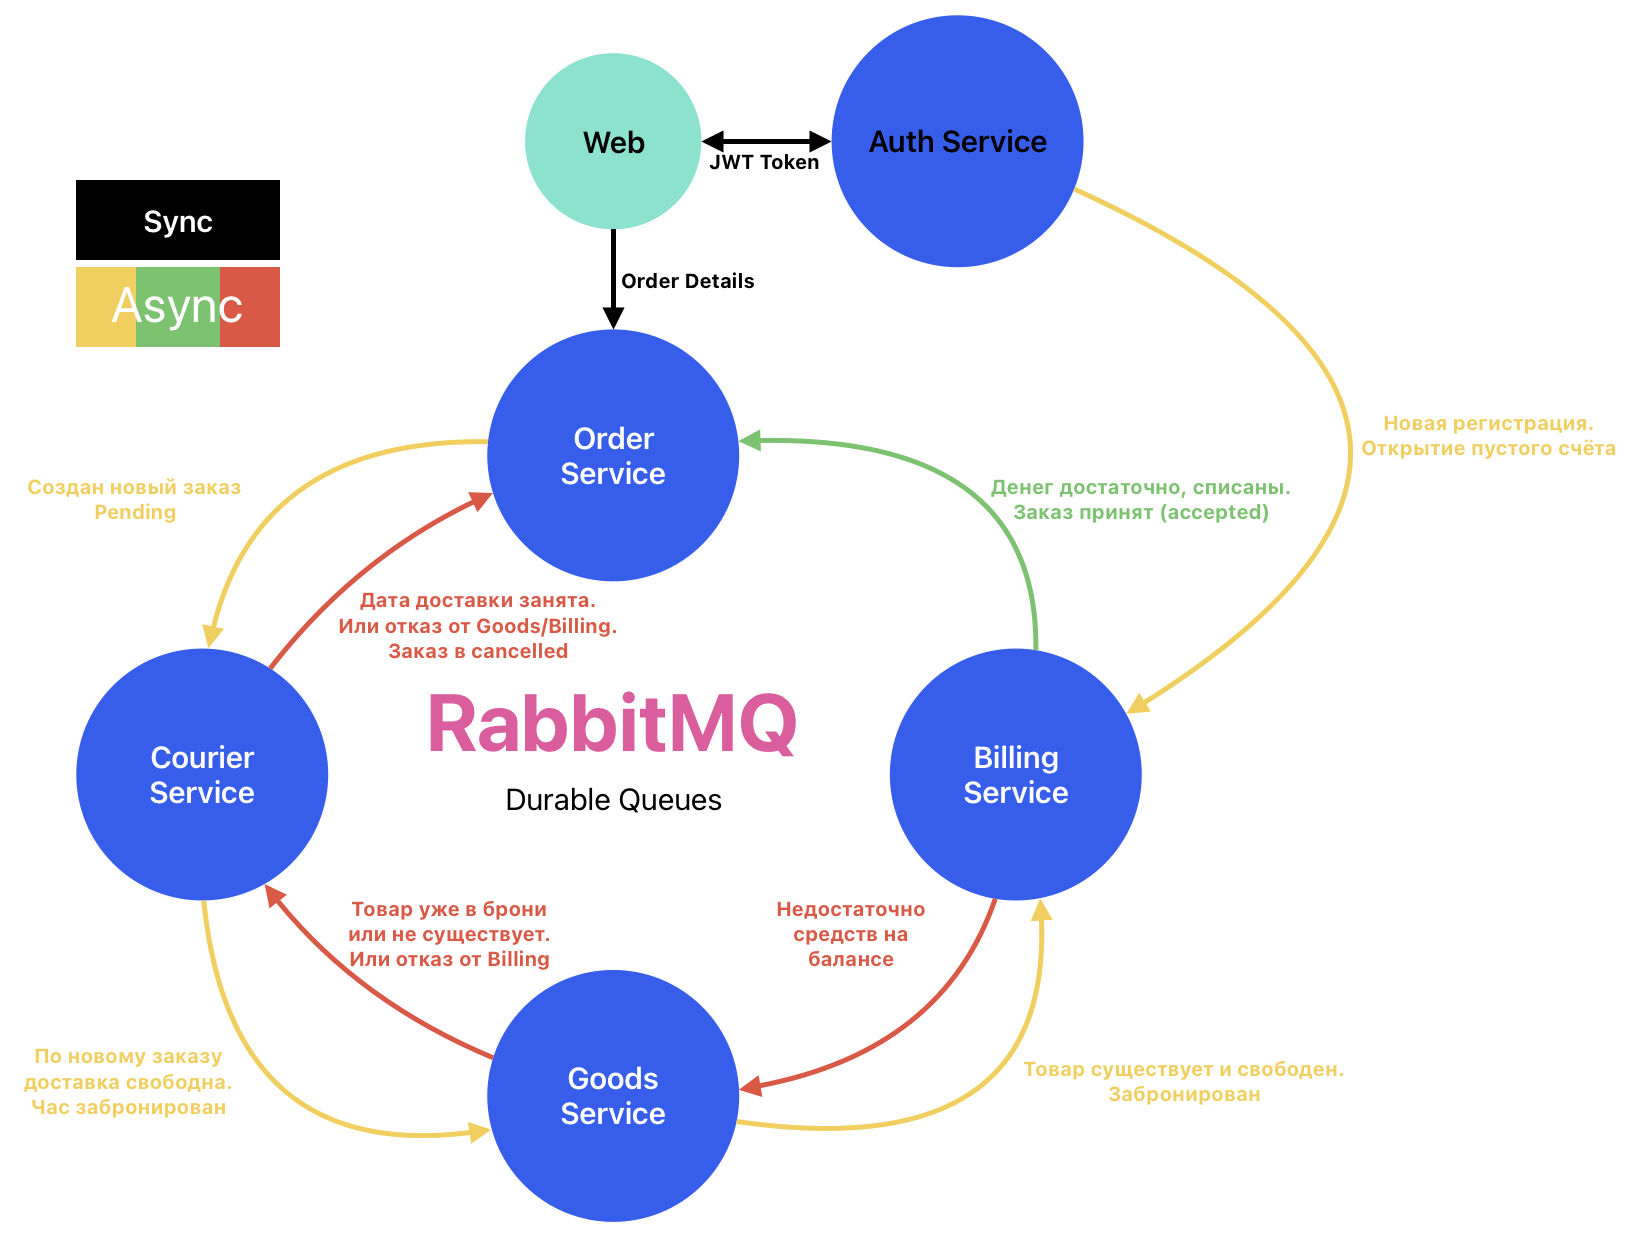 Web
Auth Service
JWT Token
Sync
Async
Order Details
Order
Service
Новая регистрация.
Открытие пустого счёта
Создан новый заказ
Pending
Денег достаточно, списаны.
Заказ принят (accepted)
Дата доставки занята.
Или отказ от Goods/Billing.
Заказ в cancelled
RabbitMQ
Durable Queues
Courier
Service
Billing
Service
Товар уже в брони
или не существует.
Или отказ от Billing
Недостаточно
средств на
балансе
По новому заказу
доставка свободна.
Час забронирован
Goods
Service
Товар существует и свободен.
Забронирован